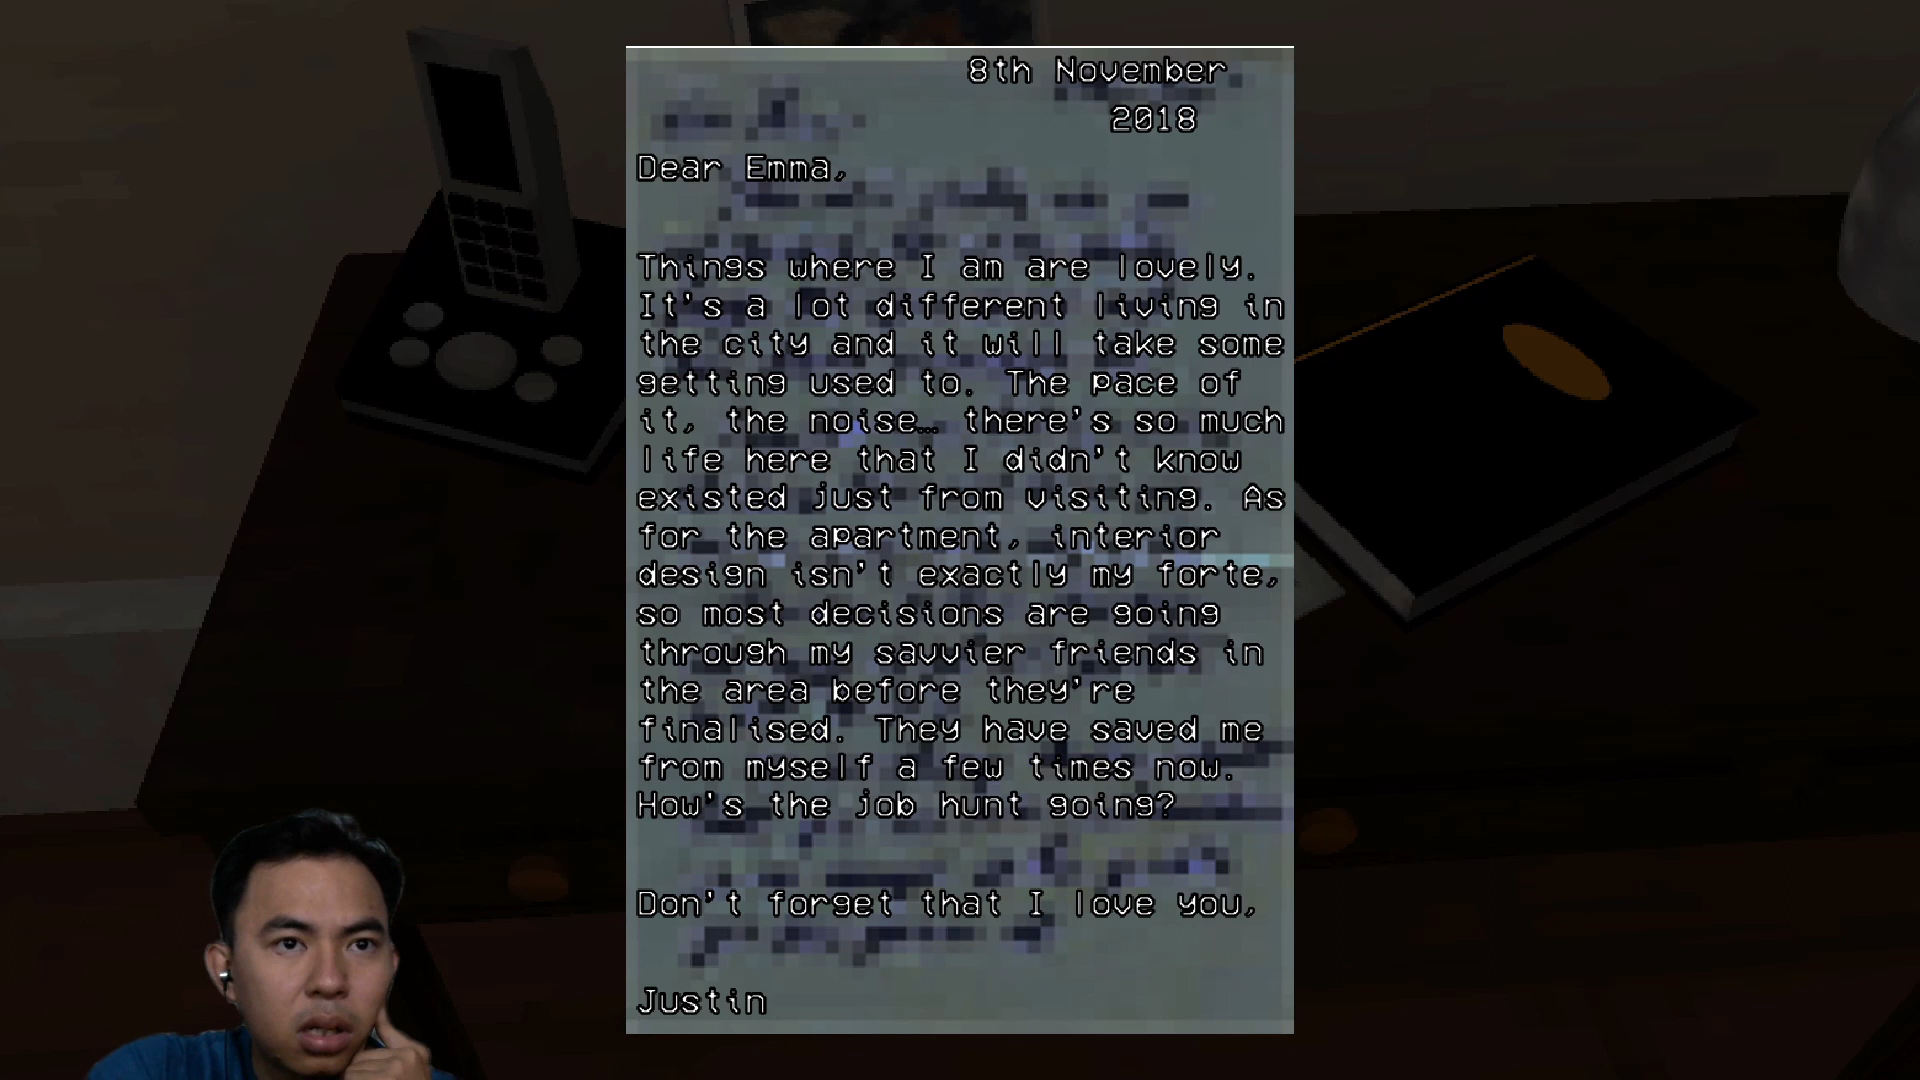 8th November
2018
Dear Emma,
Things where I am are lovely.
It's a lot different living in
the city and it will take some
getting used to. The pace of
it, the noise… there's so much
life here that I didn't know
existed just from visiting. As
for the apartment, interior
design isn't exactly my forte,
so most decisions are going
through my savvier friends in
the area before they're
finalised. They have saved me
from myself a few times now.
How's the job hunt going?
Don't forget that I love you,
Justin